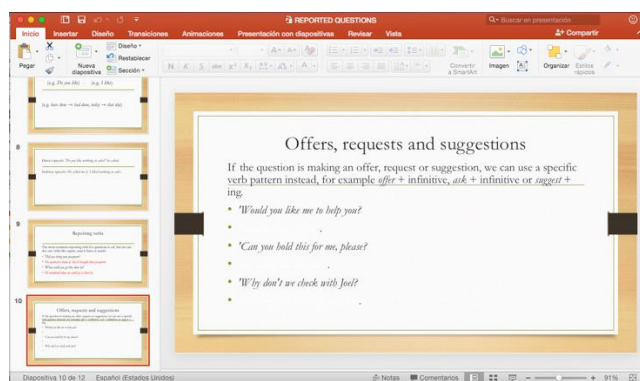 REPORTED QUESTIONS
Buscar en presentación
Inicio Insertar Diseño Transiciones Animaciones Presentación con diapositivas Revisar Vista Compartir
Pegar
Nueva diapositiva
Diseño
Restablecer
Sección
Convertir a SmartArt
Imagen
Organizar
Estilos rápidos
8
9
Reporting verbs
10
Offers, requests and suggestions
Offers, requests and suggestions
If the question is making an offer, request or suggestion, we can use a specific
verb pattern instead, for example offer + infinitive, ask + infinitive or suggest +
ing.
• 'Would you like me to help you?
• .
• 'Can you hold this for me, please?
• .
• 'Why don't we check with Joel?
• .
Diapositiva 10 de 12 Español (Estados Unidos) Notas Comentarios 91%